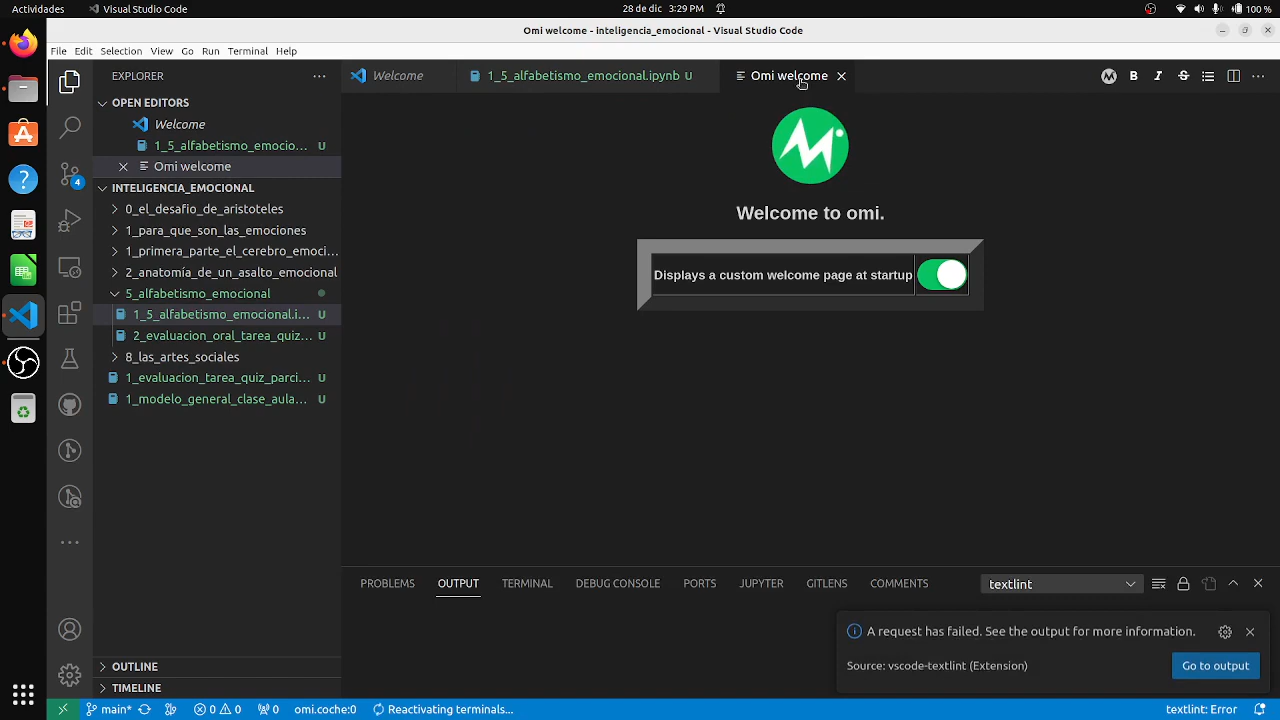 Actividades
Visual Studio Code
28 de dic 3:29 PM
100 %
Omi welcome - inteligencia_emocional - Visual Studio Code
File Edit Selection View Go Run Terminal Help
EXPLORER
OPEN EDITORS
Welcome
1_5_alfabetismo_emocio... U
Omi welcome
INTELIGENCIA_EMOCIONAL
0_el_desafio_de_aristoteles
1_para_que_son_las_emociones
1_primera_parte_el_cerebro_emoci...
2_anatomía_de_un_asalto_emocional
5_alfabetismo_emocional
1_5_alfabetismo_emocional.i... U
2_evaluacion_oral_tarea_quiz... U
8_las_artes_sociales
1_evaluacion_tarea_quiz_parci... U
1_modelo_general_clase_aula... U
4
OUTLINE
TIMELINE
Welcome
1_5_alfabetismo_emocional.ipynb U
Omi welcome
Welcome to omi.
Displays a custom welcome page at startup
PROBLEMS OUTPUT TERMINAL DEBUG CONSOLE PORTS JUPYTER GITLENS COMMENTS
textlint
A request has failed. See the output for more information.
Source: vscode-textlint (Extension)
Go to output
main* 0 0 0 omi.coche:0 Reactivating terminals... textlint: Error